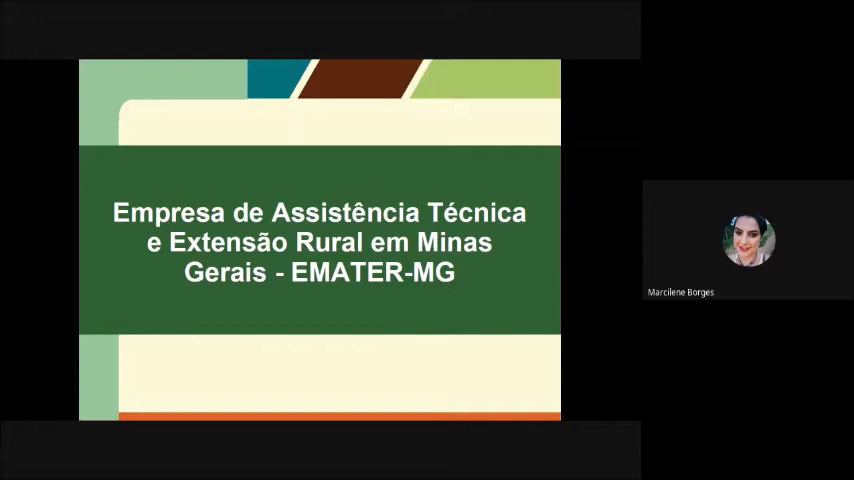 Empresa de Assistência Técnica
e Extensão Rural em Minas
Gerais - EMATER-MG
Marcilene Borges